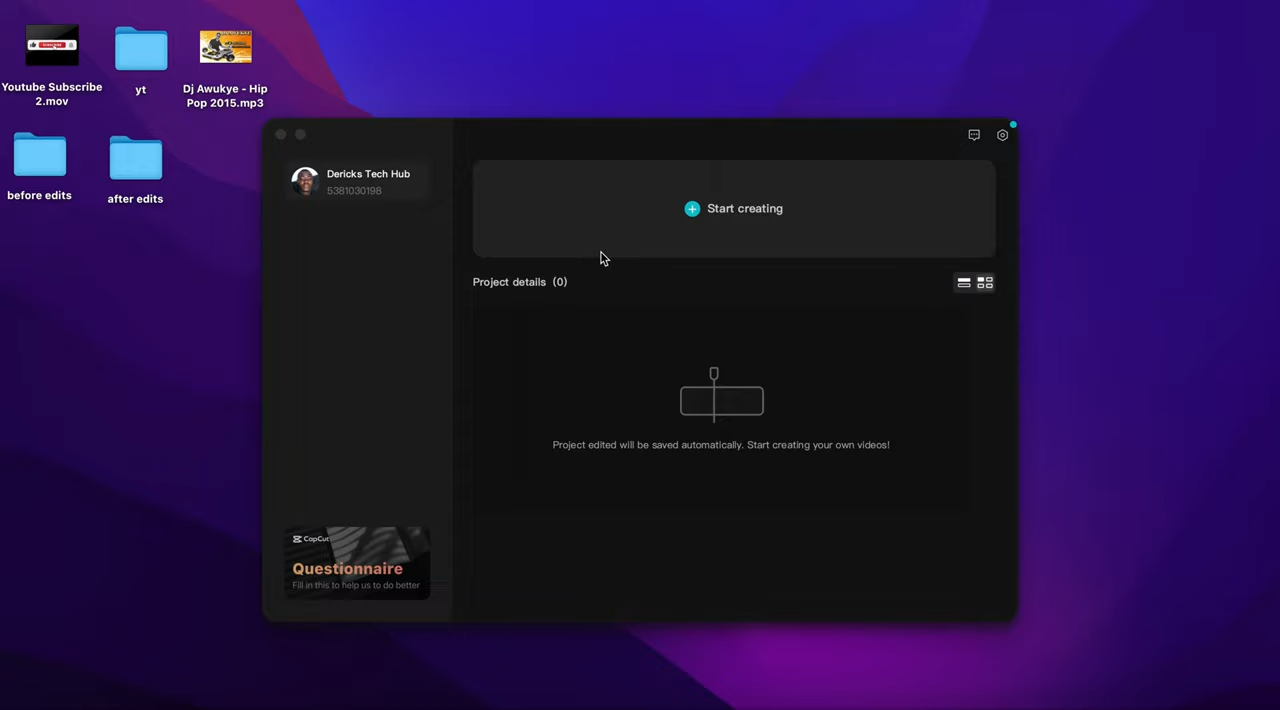 Youtube Subscribe
2.mov
yt
Dj Awukye - Hip
Pop 2015.mp3
before edits
after edits
Dericks Tech Hub
5381030198
Start creating
Project details (0)
Project edited will be saved automatically. Start creating your own videos!
CapCut
Questionnaire
Fill in this to help us to do better